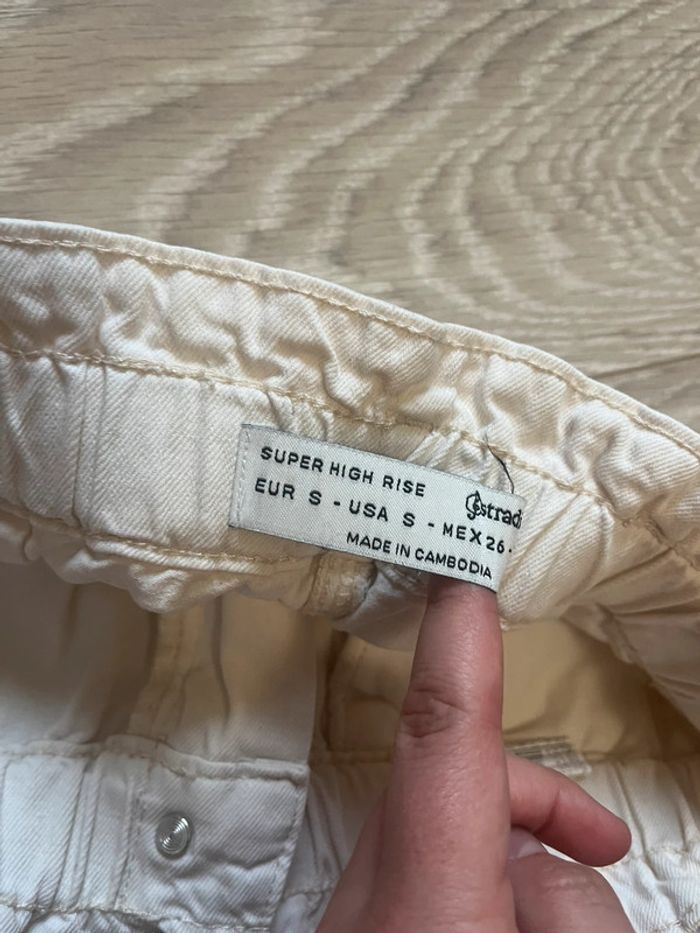 SUPER HIGH RISE
EUR S - USA S - MEX 26 -
MADE IN CAMBODIA